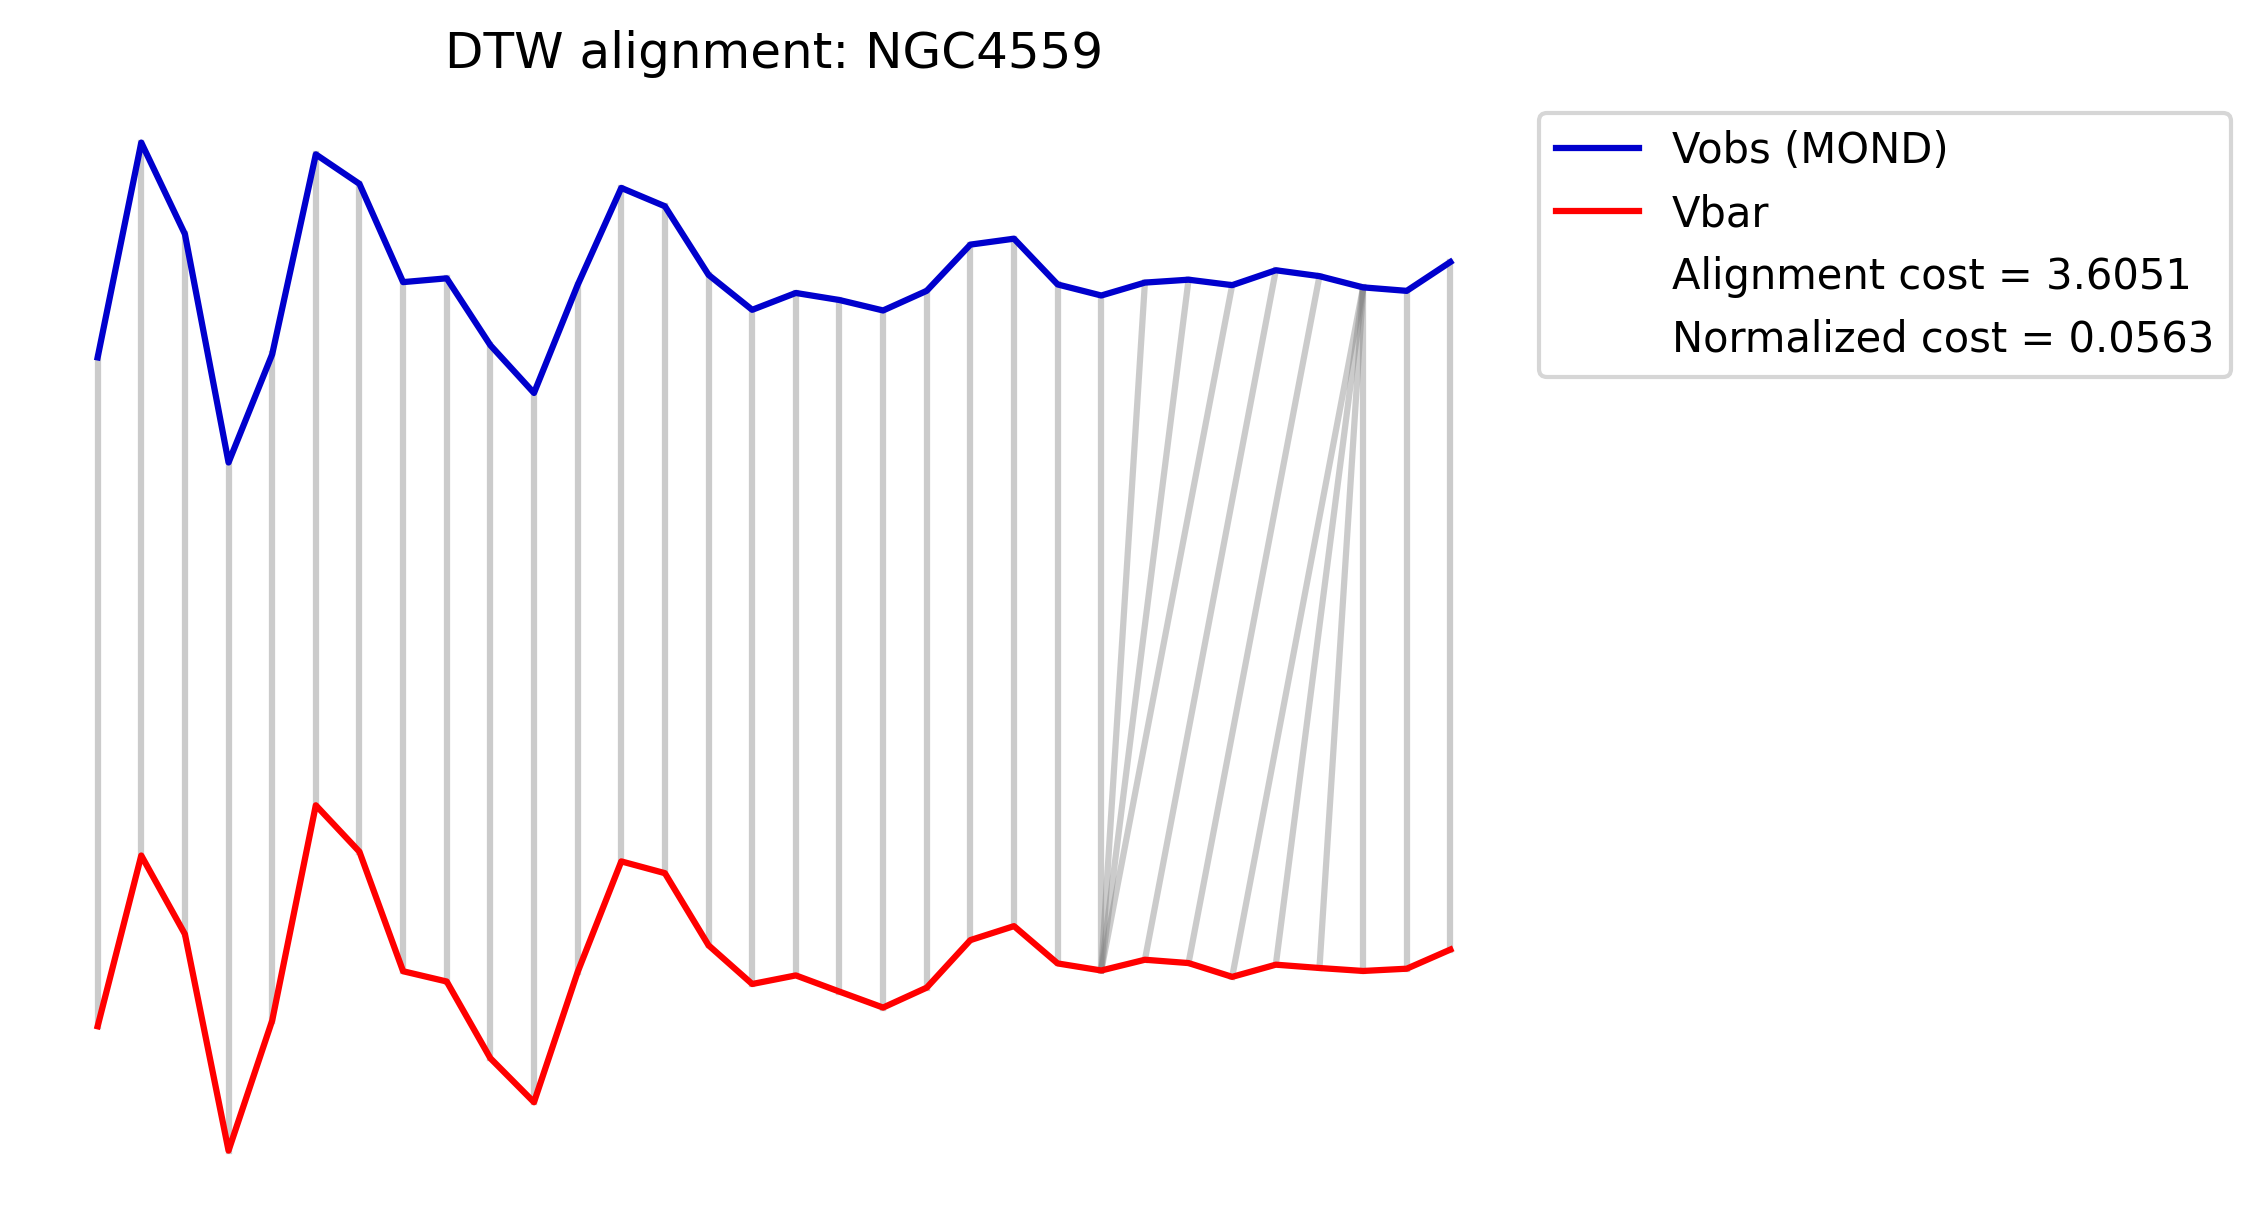 DTW alignment: NGC4559
Vobs (MOND)
Vbar
Alignment cost = 3.6051
Normalized cost = 0.0563